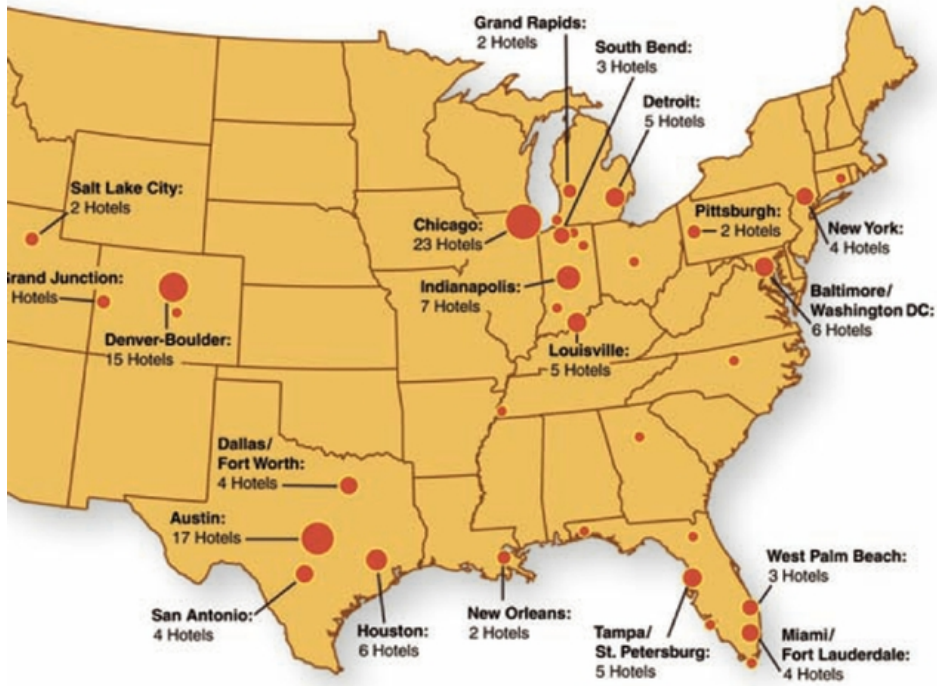 Grand Rapids:
2 Hotels
South Bend:
3 Hotels
Detroit:
5 Hotels
Salt Lake City:
2 Hotels
Chicago:
23 Hotels
Pittsburgh:
2 Hotels
New York:
4 Hotels
Grand Junction:
Hotels
Indianapolis:
7 Hotels
Baltimore/
Washington DC:
6 Hotels
Denver-Boulder:
15 Hotels
Louisville:
5 Hotels
Dallas/
Fort Worth:
4 Hotels
Austin:
17 Hotels
West Palm Beach:
3 Hotels
San Antonio:
4 Hotels
Houston:
6 Hotels
New Orleans:
2 Hotels
Tampa/
St. Petersburg:
5 Hotels
Miami/
Fort Lauderdale:
4 Hotels